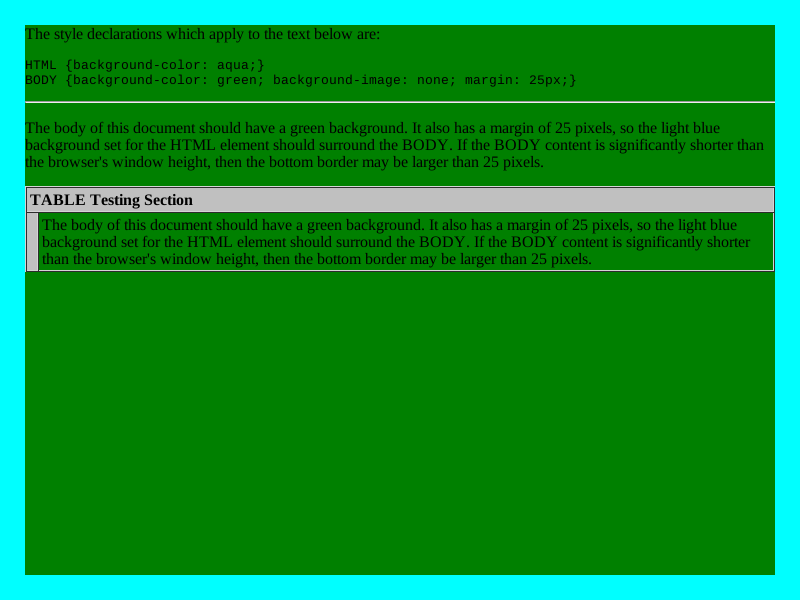 The style declarations which apply to the text below are:
HTML {background-color: aqua;}
BODY {background-color: green; background-image: none; margin: 25px;}
The body of this document should have a green background. It also has a margin of 25 pixels, so the light blue
background set for the HTML element should surround the BODY. If the BODY content is significantly shorter than
the browser's window height, then the bottom border may be larger than 25 pixels.
TABLE Testing Section
The body of this document should have a green background. It also has a margin of 25 pixels, so the light blue
background set for the HTML element should surround the BODY. If the BODY content is significantly shorter
than the browser's window height, then the bottom border may be larger than 25 pixels.